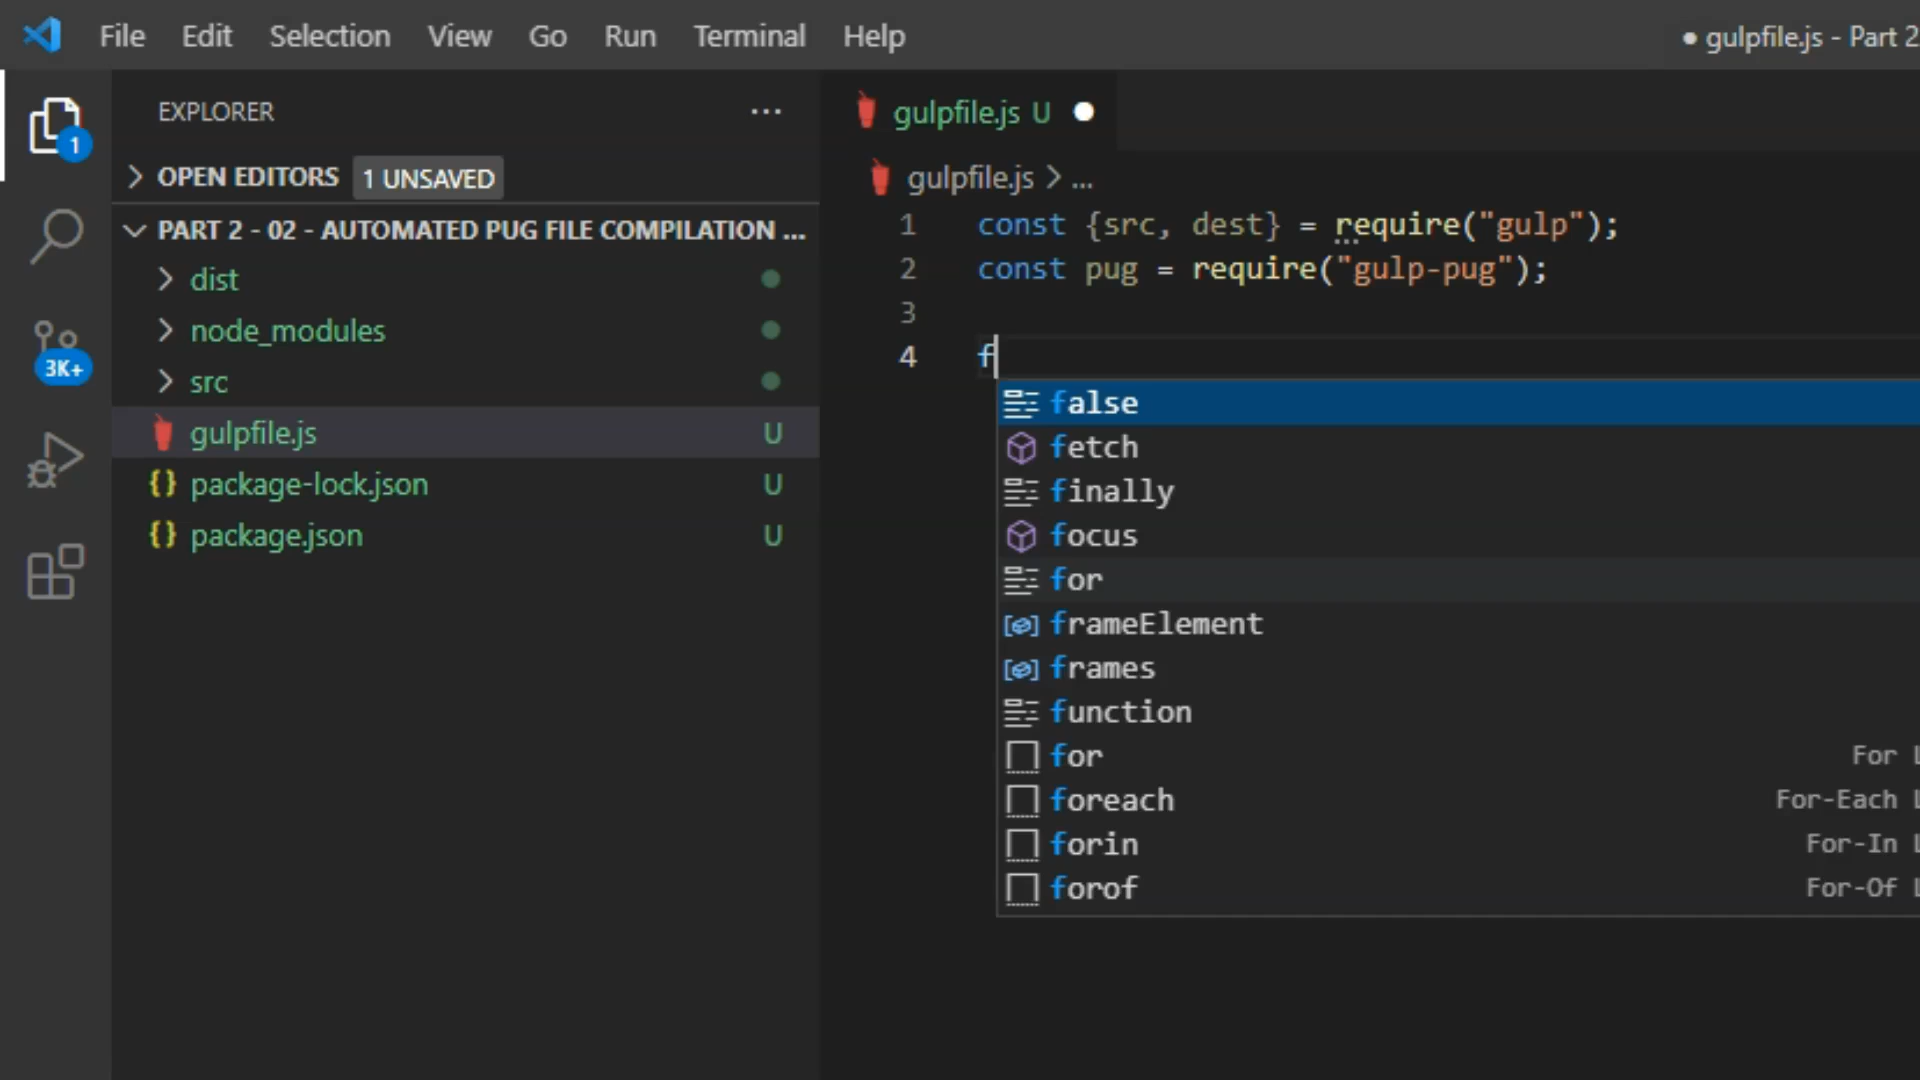 File Edit Selection View Go Run Terminal Help
● gulpfile.js - Part 2
EXPLORER ...
1
OPEN EDITORS 1 UNSAVED
PART 2 - 02 - AUTOMATED PUG FILE COMPILATION ...
dist
node_modules
src
gulpfile.js U
package-lock.json U
package.json U
3K+
gulpfile.js U
gulpfile.js > ...
1 const {src, dest} = require("gulp");
2 const pug = require("gulp-pug");
3
4 f
false
fetch
finally
focus
for
frameElement
frames
function
for For L
foreach For-Each L
forin For-In L
forof For-Of L